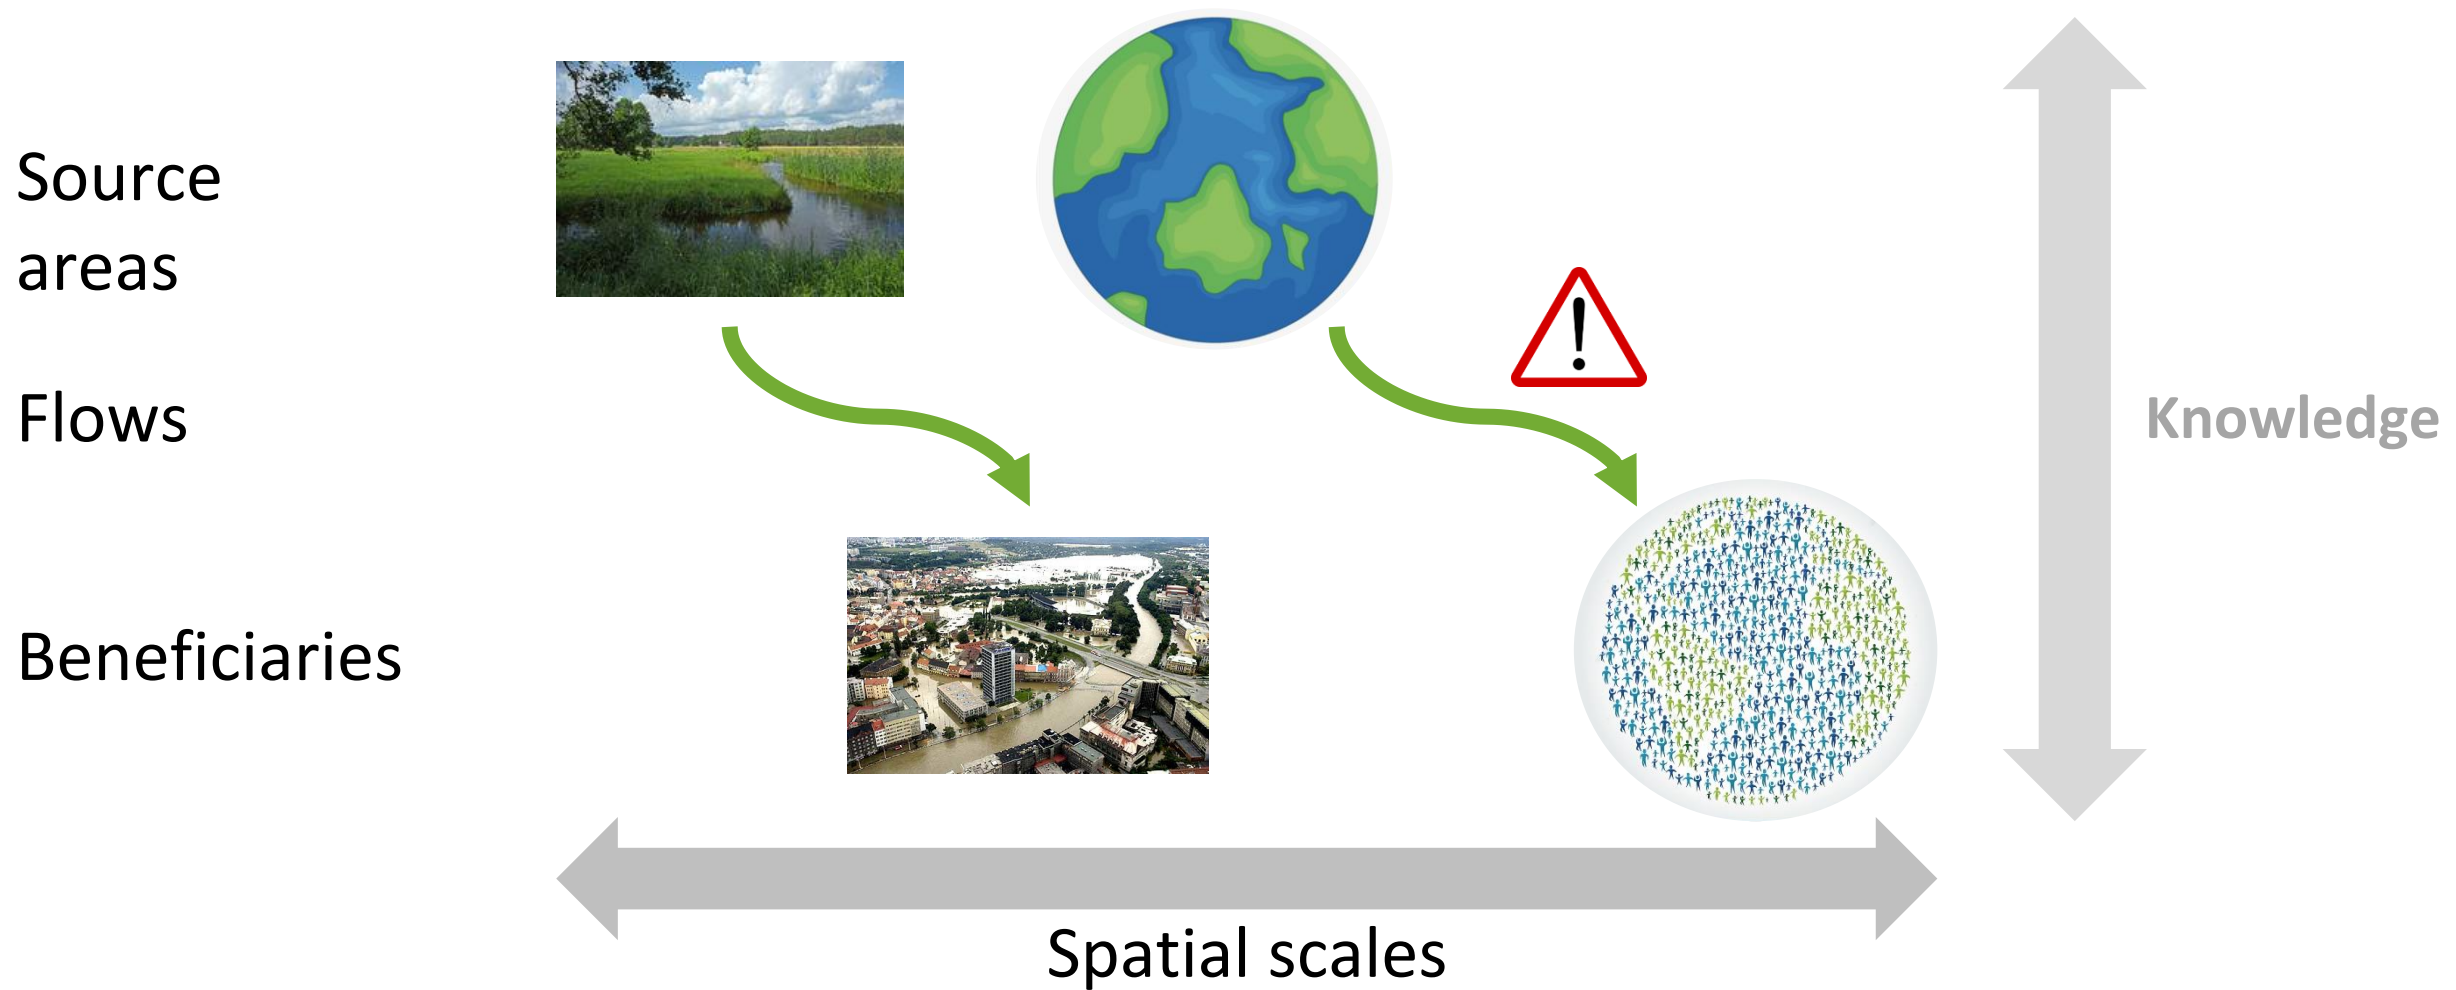 Source
areas
Flows
Knowledge
Beneficiaries
Spatial scales